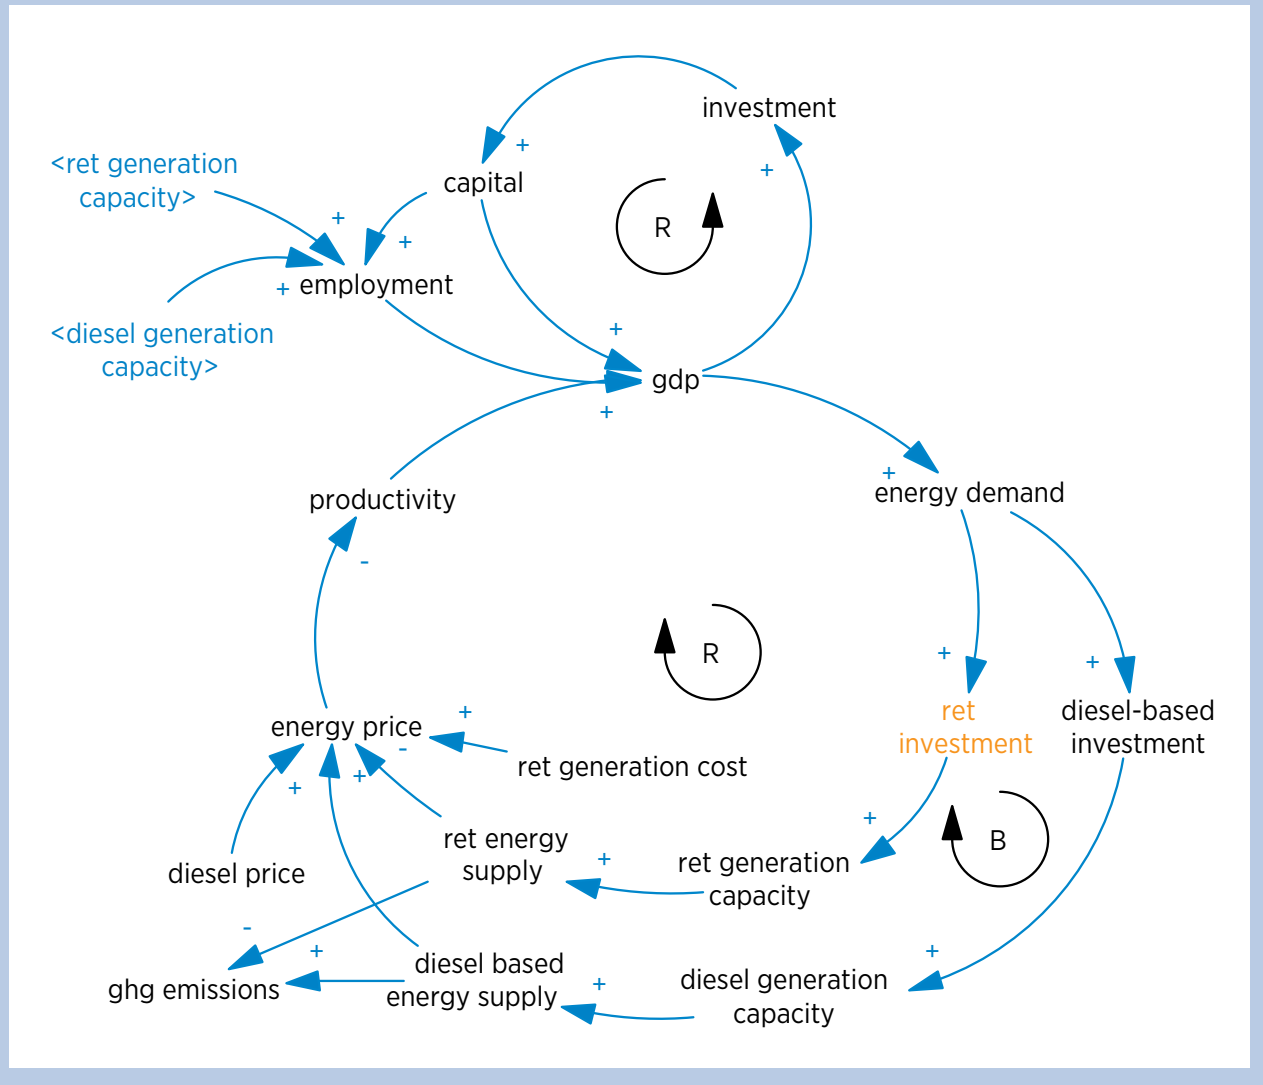 investment
+
<ret generation
capacity>
capital
+
+
+
R
+ employment
<diesel generation
capacity>
+
gdp
+
+
energy demand
productivity
-
+
+
R
ret
investment
diesel-based
investment
energy price
+
-
ret generation cost
+
+
diesel price
ret energy
supply
+
ret generation
capacity
+
B
-
+
ghg emissions
diesel based
energy supply
+
diesel generation
capacity
+